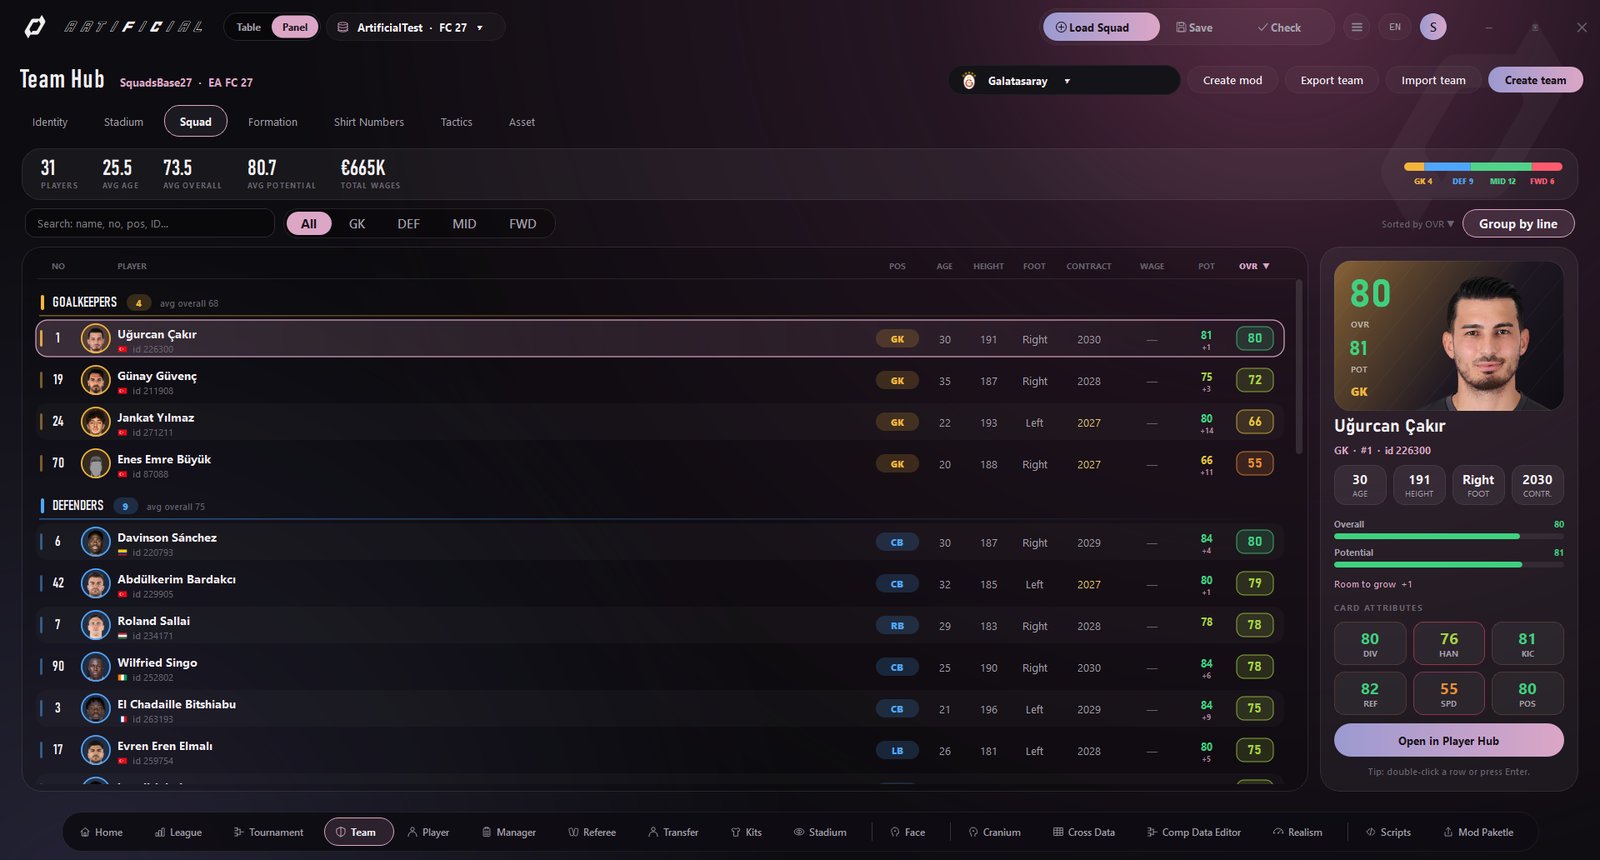 ARTIFICIAL Table Panel ArtificialTest · FC 27 ▼ Load Squad Save Check EN S
Team Hub SquadsBase27 · EA FC 27 Galatasaray ▼ Create mod Export team Import team Create team
Identity Stadium Squad Formation Shirt Numbers Tactics Asset
31 25.5 73.5 80.7 €665K
PLAYERS AVG AGE AVG OVERALL AVG POTENTIAL TOTAL WAGES GK 4 DEF 9 MID 12 FWD 6
Search: name, no, pos, ID... All GK DEF MID FWD Sorted by OVR ▼ Group by line
NO PLAYER POS AGE HEIGHT FOOT CONTRACT WAGE POT OVR ▼
GOALKEEPERS 4 avg overall 68
1 Uğurcan Çakır GK 30 191 Right 2030 — 81 80
id 226300 +1
19 Günay Güvenç GK 35 187 Right 2028 — 75 72
id 211908 +3
24 Jankat Yılmaz GK 22 193 Left 2027 — 80 66
id 271211 +14
70 Enes Emre Büyük GK 20 188 Right 2027 — 66 55
id 87088 +11
DEFENDERS 9 avg overall 75
6 Davinson Sánchez CB 30 187 Right 2029 — 84 80
id 220793 +4
42 Abdülkerim Bardakcı CB 32 185 Left 2027 — 80 79
id 229905 +1
7 Roland Sallai RB 29 183 Right 2028 — 78 78
id 234171
90 Wilfried Singo CB 25 190 Right 2030 — 84 78
id 252802 +6
3 El Chadaille Bitshiabu CB 21 196 Left 2029 — 84 75
id 263193 +9
17 Evren Eren Elmalı LB 26 181 Left 2028 — 80 75
id 259754 +5
80
OVR
81
POT
GK
Uğurcan Çakır
GK · #1 · id 226300
30 191 Right 2030
AGE HEIGHT FOOT CONTR.
Overall 80
Potential 81
Room to grow +1
CARD ATTRIBUTES
80 76 81
DIV HAN KIC
82 55 80
REF SPD POS
Open in Player Hub
Tip: double-click a row or press Enter.
Home League Tournament Team Player Manager Referee Transfer Kits Stadium Face Cranium Cross Data Comp Data Editor Realism Scripts Mod Paketle